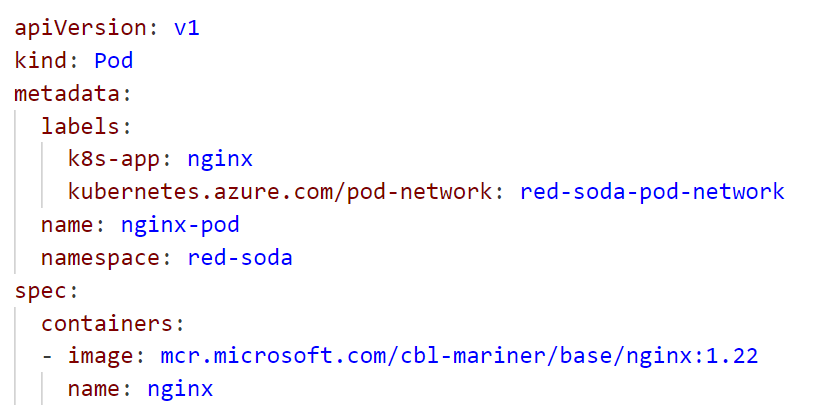 apiVersion: v1
kind: Pod
metadata:
  labels:
    k8s-app: nginx
    kubernetes.azure.com/pod-network: red-soda-pod-network
  name: nginx-pod
  namespace: red-soda
spec:
  containers:
  - image: mcr.microsoft.com/cbl-mariner/base/nginx:1.22
    name: nginx